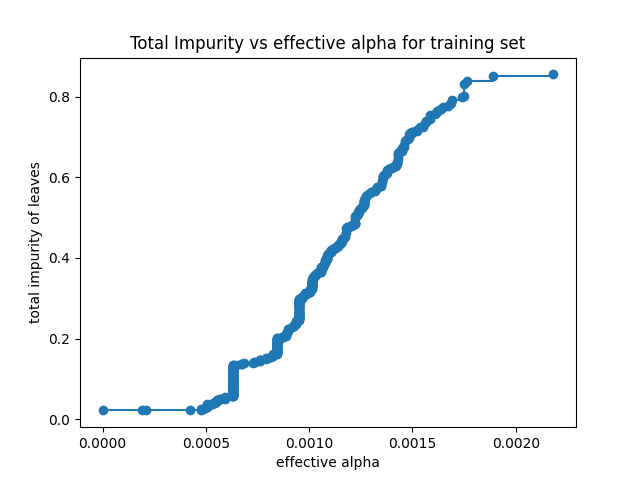 Total Impurity vs effective alpha for training set
total impurity of leaves
0.8
0.6
0.4
0.2
0.0
0.0000 0.0005 0.0010 0.0015 0.0020
effective alpha